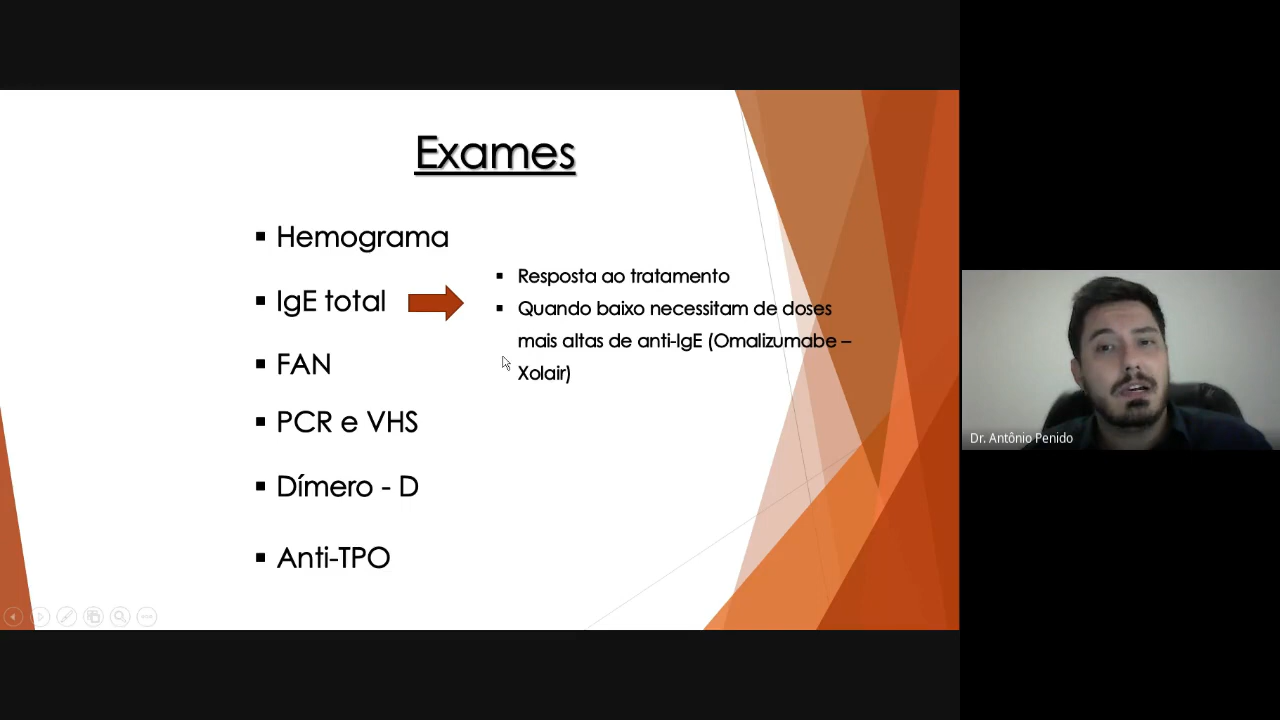 Exames
▪ Hemograma
▪ IgE total
▪ Resposta ao tratamento
▪ Quando baixo necessitam de doses
mais altas de anti-IgE (Omalizumabe –
Xolair)
▪ FAN
▪ PCR e VHS
▪ Dímero - D
▪ Anti-TPO
Dr. Antônio Penido